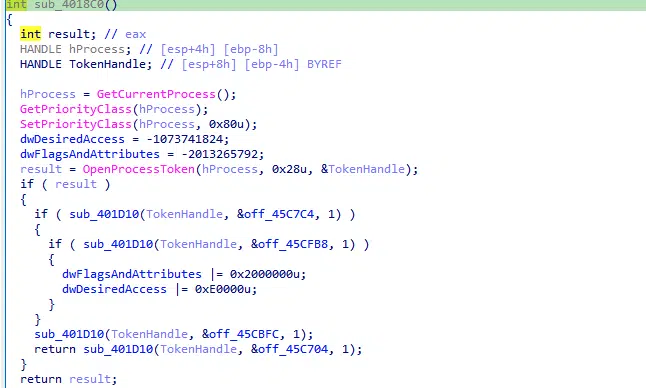 int sub_4018C0()
{
int result; // eax
HANDLE hProcess; // [esp+4h] [ebp-8h]
HANDLE TokenHandle; // [esp+8h] [ebp-4h] BYREF
hProcess = GetCurrentProcess();
GetPriorityClass(hProcess);
SetPriorityClass(hProcess, 0x80u);
dwDesiredAccess = -1073741824;
dwFlagsAndAttributes = -2013265792;
result = OpenProcessToken(hProcess, 0x28u, &TokenHandle);
if ( result )
{
if ( sub_401D10(TokenHandle, &off_45C7C4, 1) )
{
if ( sub_401D10(TokenHandle, &off_45CFB8, 1) )
{
dwFlagsAndAttributes |= 0x2000000u;
dwDesiredAccess |= 0xE0000u;
}
}
sub_401D10(TokenHandle, &off_45CBFC, 1);
return sub_401D10(TokenHandle, &off_45C704, 1);
}
return result;